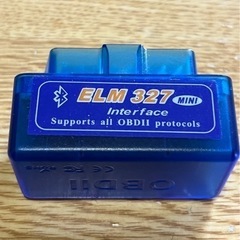 ELM 327 MINI
Interface
Supports all OBDII protocols
OBDII